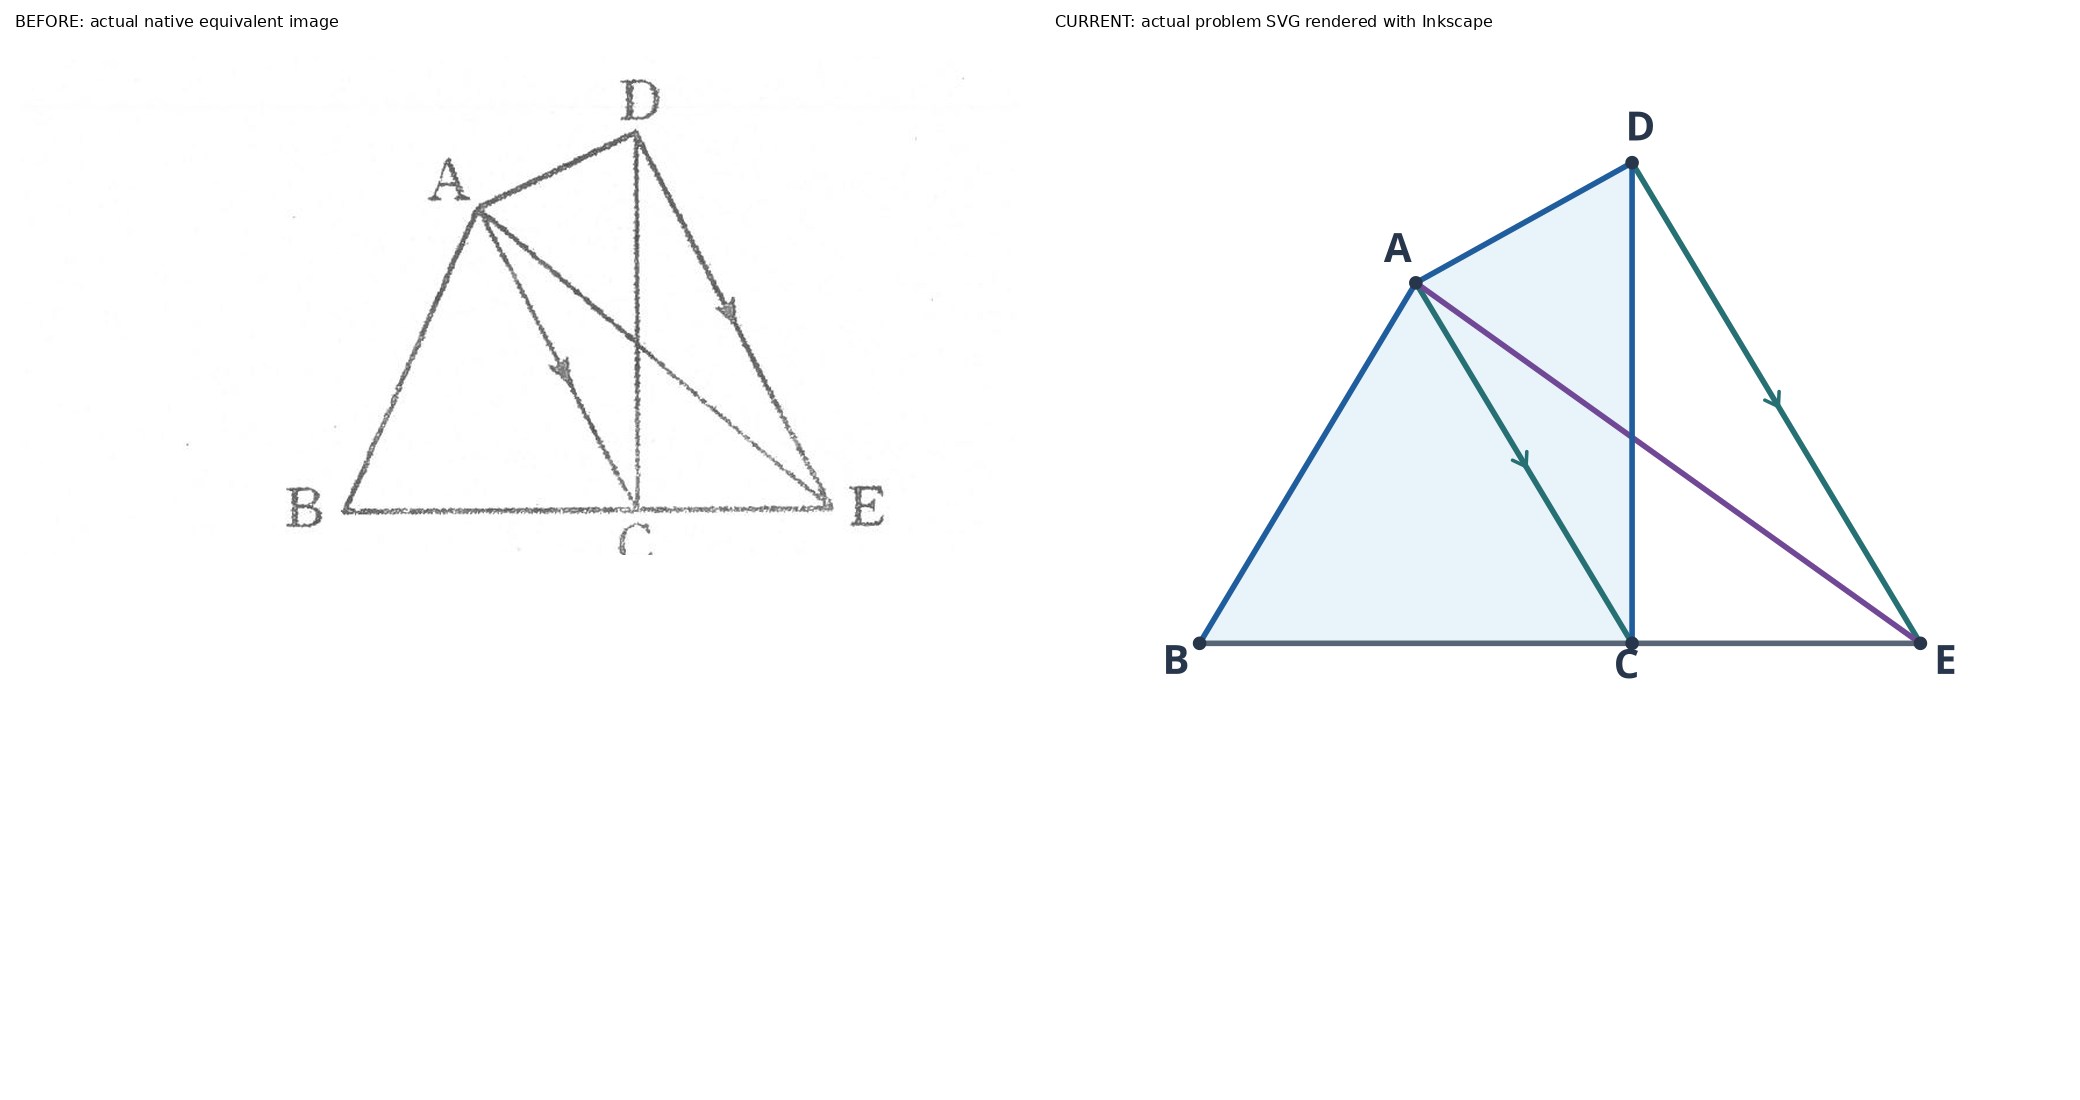 BEFORE: actual native equivalent image
CURRENT: actual problem SVG rendered with Inkscape
D
A
B
C
E
D
A
B
C
E